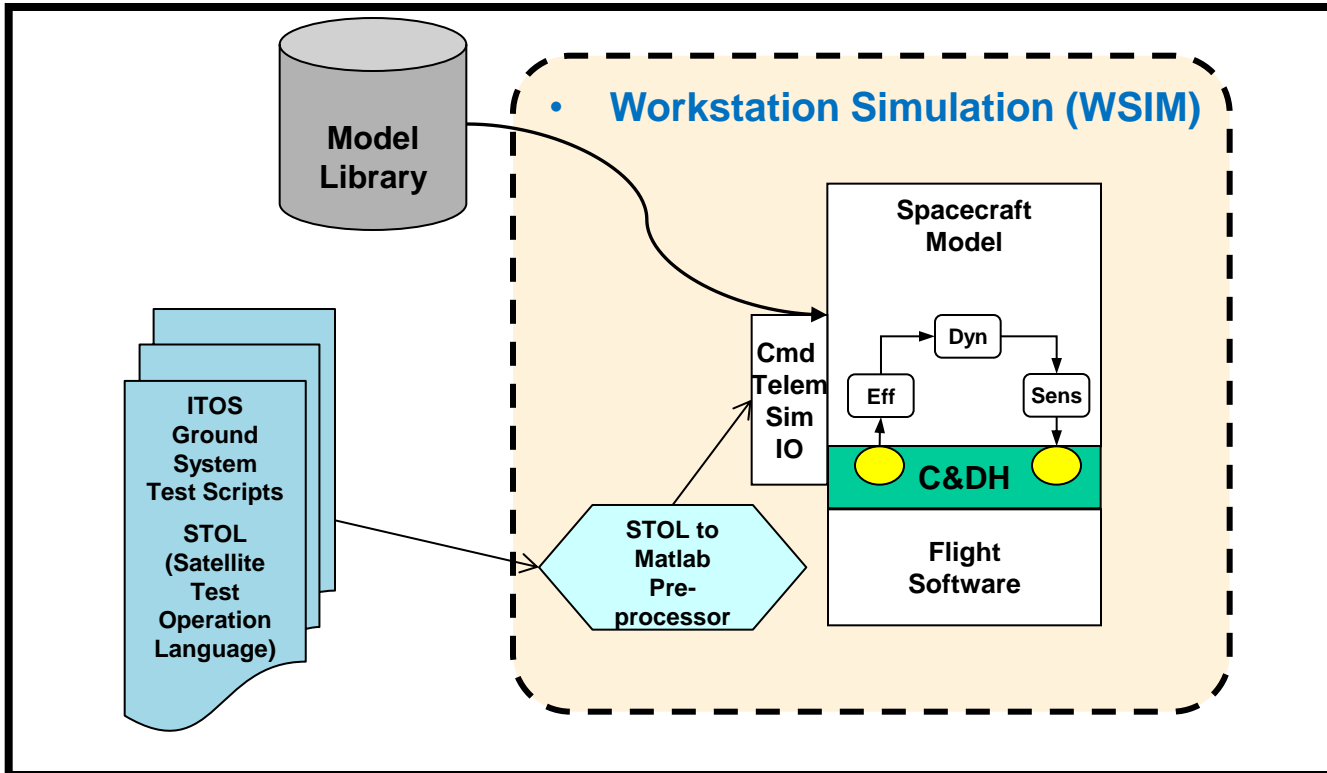 • Workstation Simulation (WSIM)
Model
Library
Spacecraft
Model
Dyn
Eff
Sens
Cmd
Telem
Sim
IO
C&DH
Flight
Software
STOL to
Matlab
Pre-
processor
ITOS
Ground
System
Test Scripts
STOL
(Satellite
Test
Operation
Language)